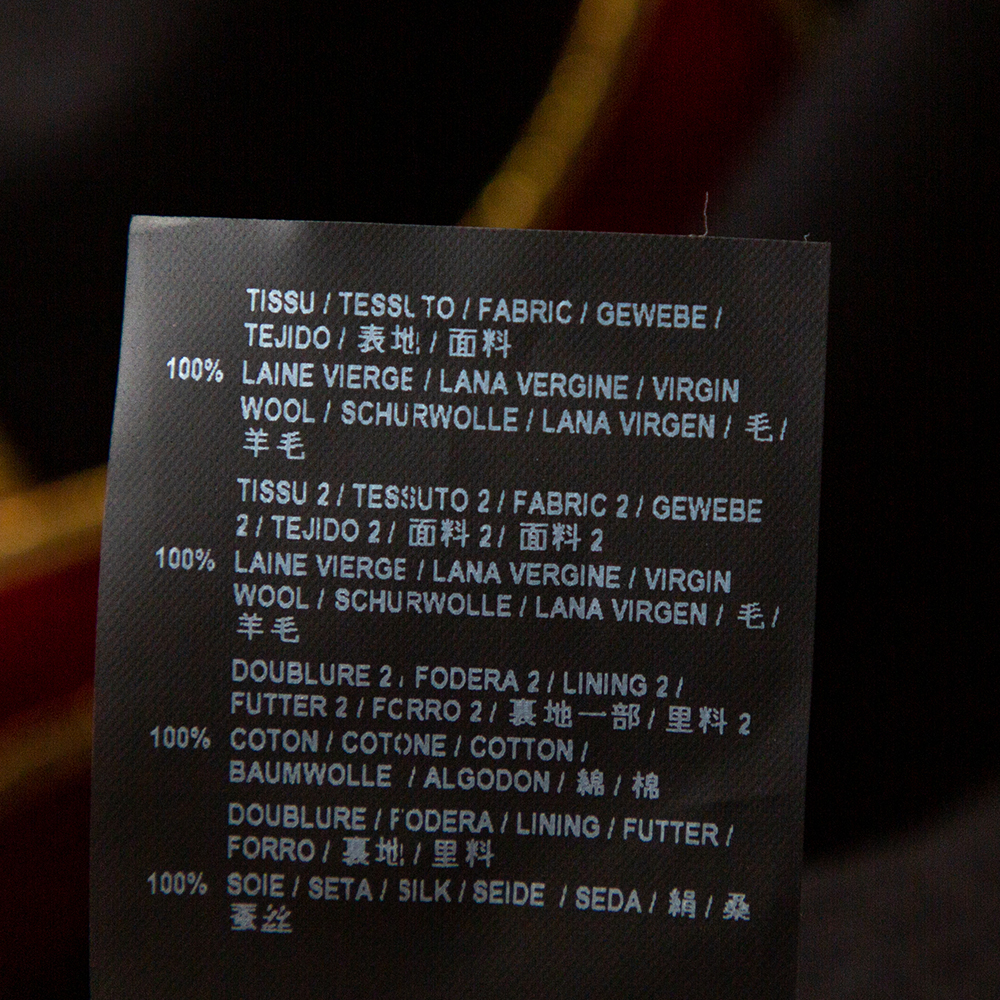 TISSU / TESSUTO / FABRIC / GEWEBE /
TEJIDO / 表地 / 面料
100% LAINE VIERGE / LANA VERGINE / VIRGIN
WOOL / SCHURWOLLE / LANA VIRGEN / 毛 /
羊毛
TISSU 2 / TESSUTO 2 / FABRIC 2 / GEWEBE
2 / TEJIDO 2 / 面料 2 / 面料 2
100% LAINE VIERGE / LANA VERGINE / VIRGIN
WOOL / SCHURWOLLE / LANA VIRGEN / 毛 /
羊毛
DOUBLURE 2 / FODERA 2 / LINING 2 /
FUTTER 2 / FORRO 2 / 裏地一部 / 里料 2
100% COTON / COTONE / COTTON /
BAUMWOLLE / ALGODON / 綿 / 棉
DOUBLURE / FODERA / LINING / FUTTER /
FORRO / 裏地 / 里料
100% SOIE / SETA / SILK / SEIDE / SEDA / 絹 / 桑
蚕丝